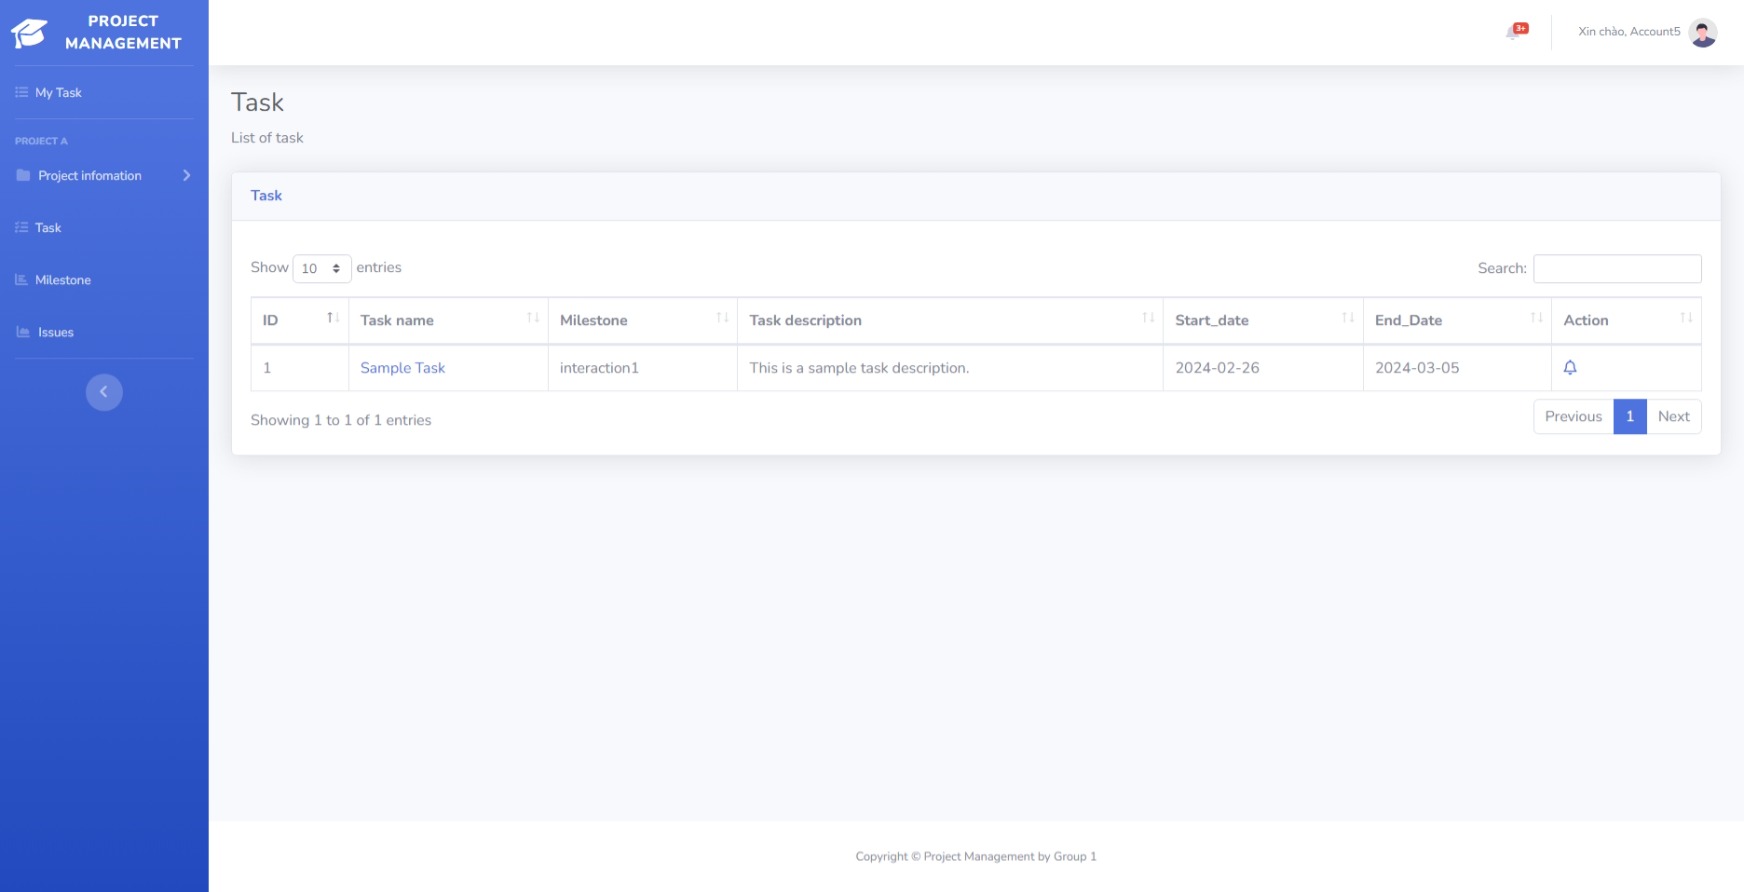 PROJECT
MANAGEMENT
3+
Xin chào, Account5
My Task
PROJECT A
Project infomation
Task
Milestone
Issues
Task
List of task
Task
Show 10 entries
Search:
ID Task name Milestone Task description Start_date End_Date Action
1 Sample Task interaction1 This is a sample task description. 2024-02-26 2024-03-05
Showing 1 to 1 of 1 entries
Previous 1 Next
Copyright © Project Management by Group 1